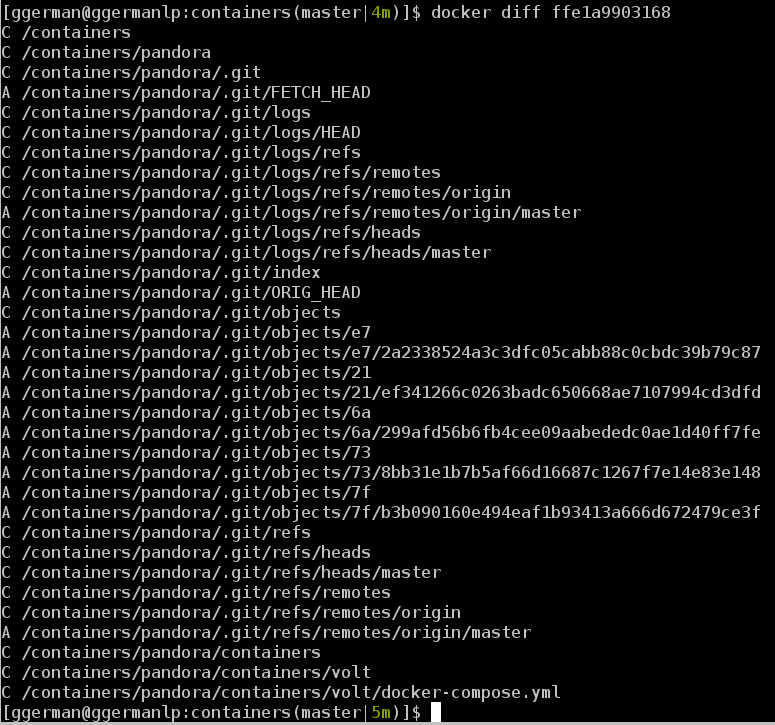 [ggerman@ggermanlp:containers(master|4m)]$ docker diff ffe1a9903168
C /containers
C /containers/pandora
C /containers/pandora/.git
A /containers/pandora/.git/FETCH_HEAD
C /containers/pandora/.git/logs
C /containers/pandora/.git/logs/HEAD
C /containers/pandora/.git/logs/refs
C /containers/pandora/.git/logs/refs/remotes
C /containers/pandora/.git/logs/refs/remotes/origin
A /containers/pandora/.git/logs/refs/remotes/origin/master
C /containers/pandora/.git/logs/refs/heads
C /containers/pandora/.git/logs/refs/heads/master
C /containers/pandora/.git/index
A /containers/pandora/.git/ORIG_HEAD
C /containers/pandora/.git/objects
A /containers/pandora/.git/objects/e7
A /containers/pandora/.git/objects/e7/2a2338524a3c3dfc05cabb88c0cbdc39b79c87
A /containers/pandora/.git/objects/21
A /containers/pandora/.git/objects/21/ef341266c0263badc650668ae7107994cd3dfd
A /containers/pandora/.git/objects/6a
A /containers/pandora/.git/objects/6a/299afd56b6fb4cee09aabededc0ae1d40ff7fe
A /containers/pandora/.git/objects/73
A /containers/pandora/.git/objects/73/8bb31e1b7b5af66d16687c1267f7e14e83e148
A /containers/pandora/.git/objects/7f
A /containers/pandora/.git/objects/7f/b3b090160e494eaf1b93413a666d672479ce3f
C /containers/pandora/.git/refs
C /containers/pandora/.git/refs/heads
C /containers/pandora/.git/refs/heads/master
C /containers/pandora/.git/refs/remotes
C /containers/pandora/.git/refs/remotes/origin
A /containers/pandora/.git/refs/remotes/origin/master
C /containers/pandora/containers
C /containers/pandora/containers/volt
C /containers/pandora/containers/volt/docker-compose.yml
[ggerman@ggermanlp:containers(master|5m)]$